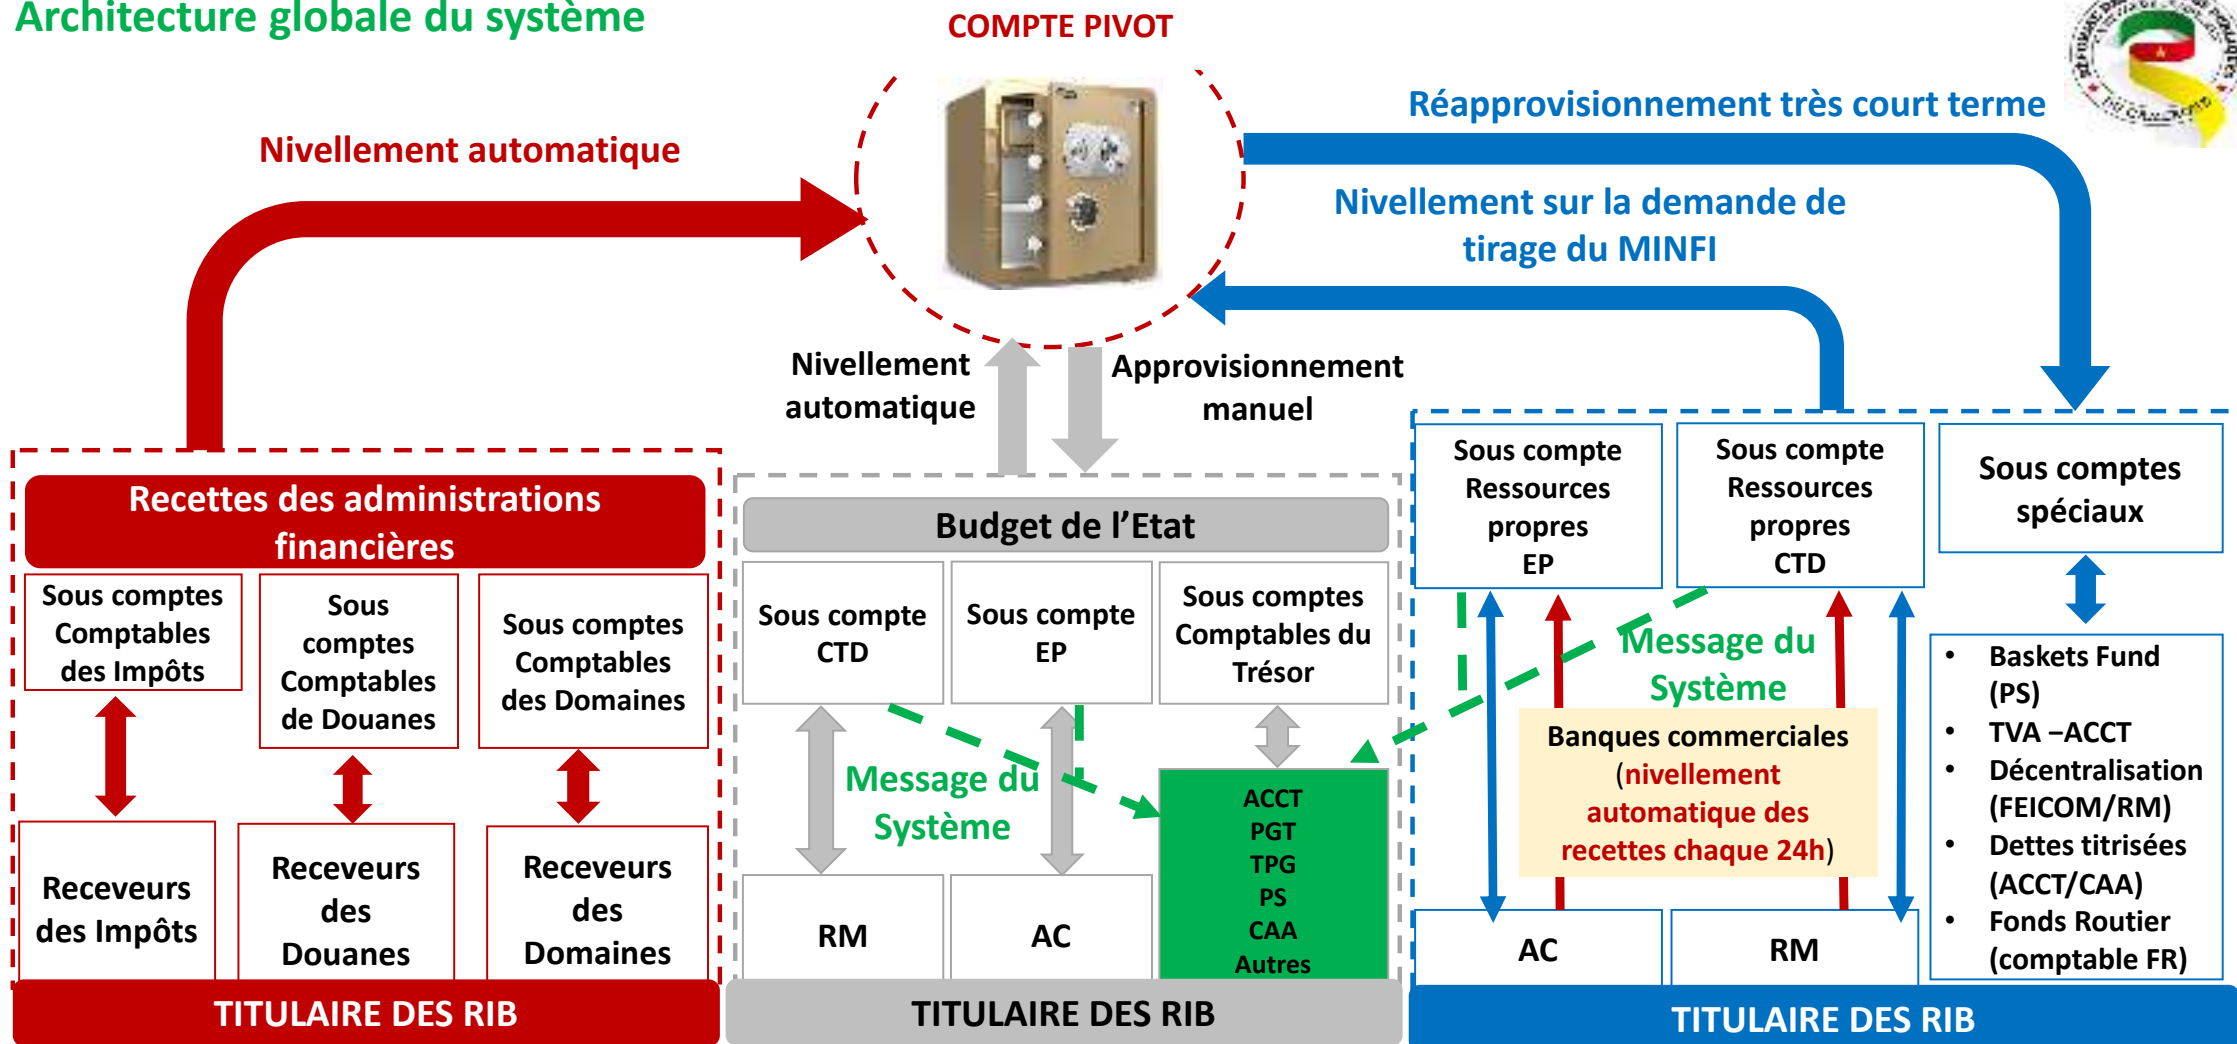 Architecture globale du système
COMPTE PIVOT
Nivellement automatique
Réapprovisionnement très court terme
Nivellement sur la demande de
tirage du MINFI
Nivellement
automatique
Approvisionnement
manuel
Recettes des administrations
financières
Sous comptes
Comptables
des Impôts
Sous
comptes
Comptables
de Douanes
Sous comptes
Comptables
des Domaines
Receveurs
des Impôts
Receveurs
des
Douanes
Receveurs
des
Domaines
TITULAIRE DES RIB
Budget de l’Etat
Sous compte
CTD
Sous compte
EP
Sous comptes
Comptables du
Trésor
Message du
Système
RM
AC
ACCT
PGT
TPG
PS
CAA
Autres
TITULAIRE DES RIB
Sous compte
Ressources
propres
EP
Sous compte
Ressources
propres
CTD
Sous comptes
spéciaux
Message du
Système
Banques commerciales
(nivellement
automatique des
recettes chaque 24h)
AC
RM
• Baskets Fund
(PS)
• TVA –ACCT
• Décentralisation
(FEICOM/RM)
• Dettes titrisées
(ACCT/CAA)
• Fonds Routier
(comptable FR)
TITULAIRE DES RIB